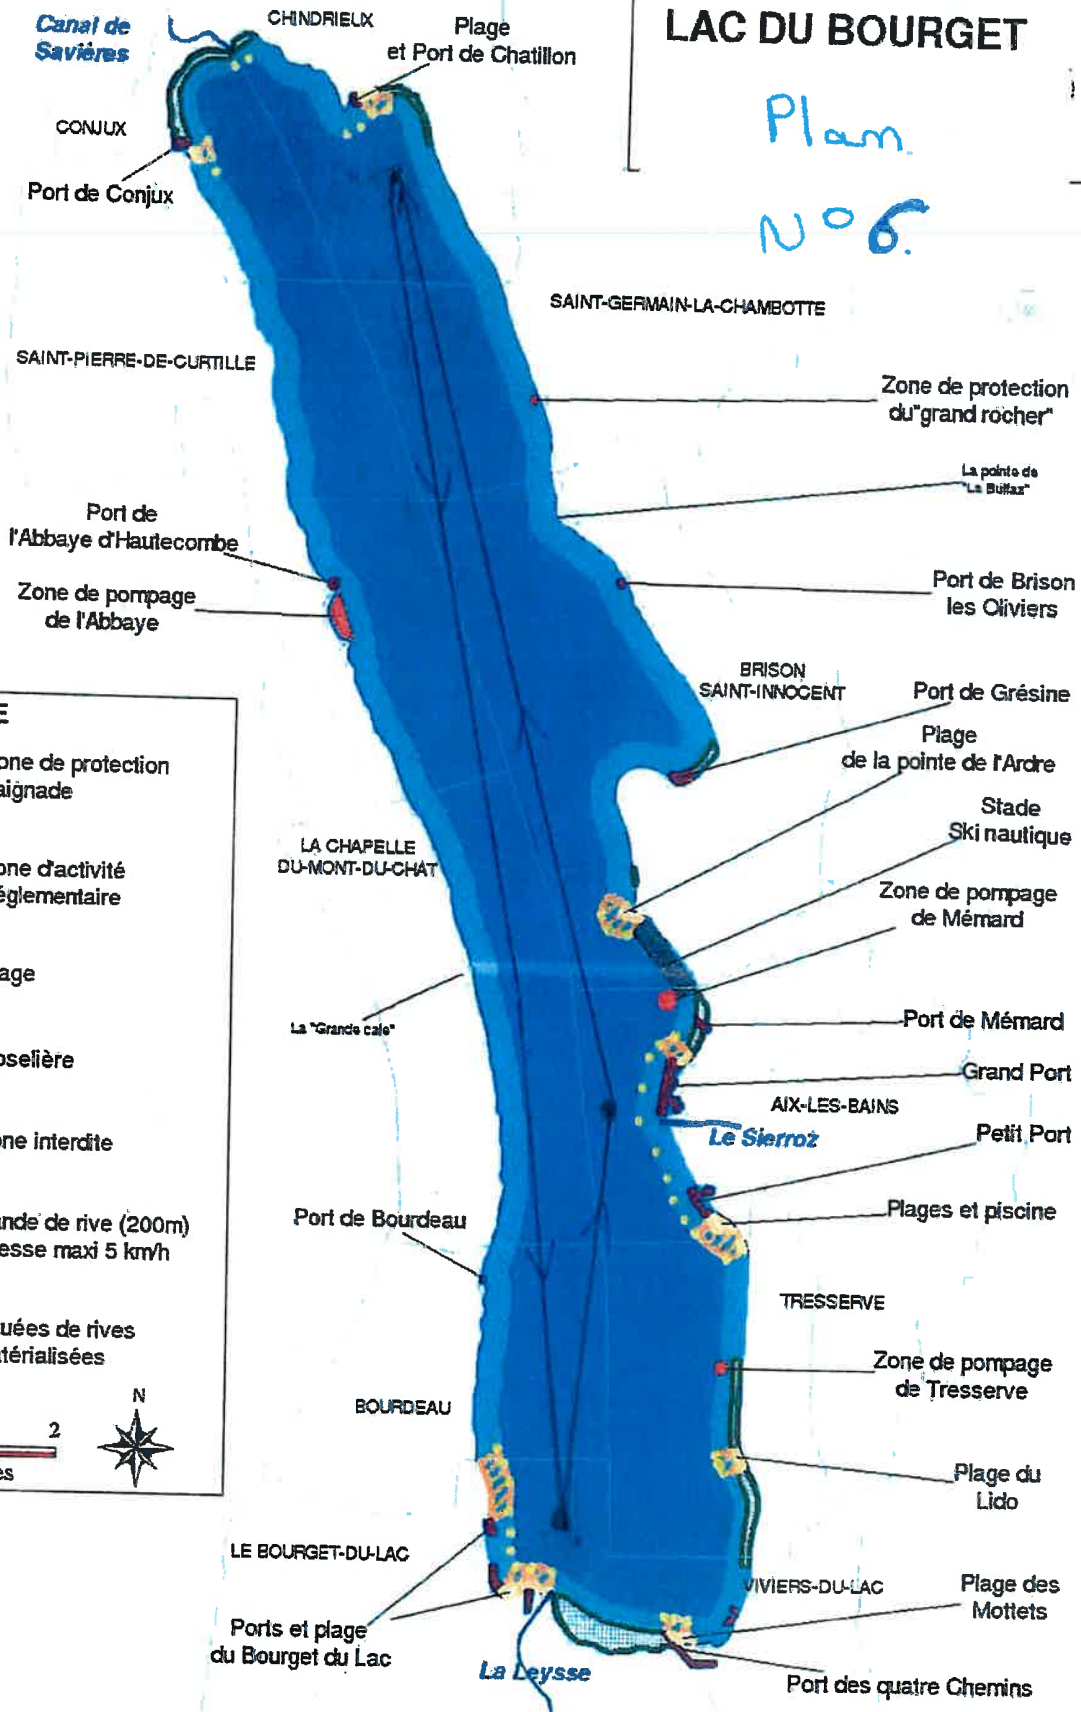 LAC DU BOURGET
Plan
N° 6.
Canal de
Savières
CHINDRIEUX
Plage
et Port de Chatillon
CONJUX
Port de Conjux
SAINT-GERMAIN-LA-CHAMBOTTE
SAINT-PIERRE-DE-CURTILLE
Zone de protection
du"grand rocher"
La pointe de
Port de
l'Abbaye d'Hautecombe
Zone de pompage
de l'Abbaye
Port de Brison
les Oliviers
BRISON
SAINT-INNOCENT
Port de Grésine
Plage
de la pointe de l'Ardre
Stade
Ski nautique
LA CHAPELLE
DU-MONT-DU-CHAT
Zone de pompage
de Mémard
La "Grande cale"
Port de Mémard
Grand Port
AIX-LES-BAINS
Le Sierroz
Petit Port
Port de Bourdeau
Plages et piscine
TRESSERVE
Zone de pompage
de Tresserve
BOURDEAU
Plage du
Lido
LE BOURGET-DU-LAC
VIVIERS-DU-LAC
Plage des
Mottets
Ports et plage
du Bourget du Lac
La Leysse
Port des quatre Chemins
E
one de protection
aignade
one d'activité
églementaire
age
oselière
one interdite
ande de rive (200m)
esse maxi 5 km/h
uées de rives
atérialisées
N
2
es